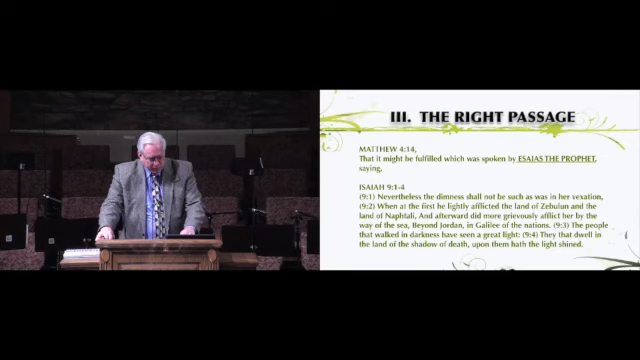 III. THE RIGHT PASSAGE
MATTHEW 4:14,
That it might be fulfilled which was spoken by ESAIAS THE PROPHET,
saying,
ISAIAH 9:1-4
(9:1) Nevertheless the dimness shall not be such as was in her vexation,
(9:2) When at the first he lightly afflicted the land of Zebulun and the
land of Naphtali, And afterward did more grievously afflict her by the
way of the sea, Beyond Jordan, in Galilee of the nations. (9:3) The people
that walked in darkness have seen a great light: (9:4) They that dwell in
the land of the shadow of death, upon them hath the light shined.